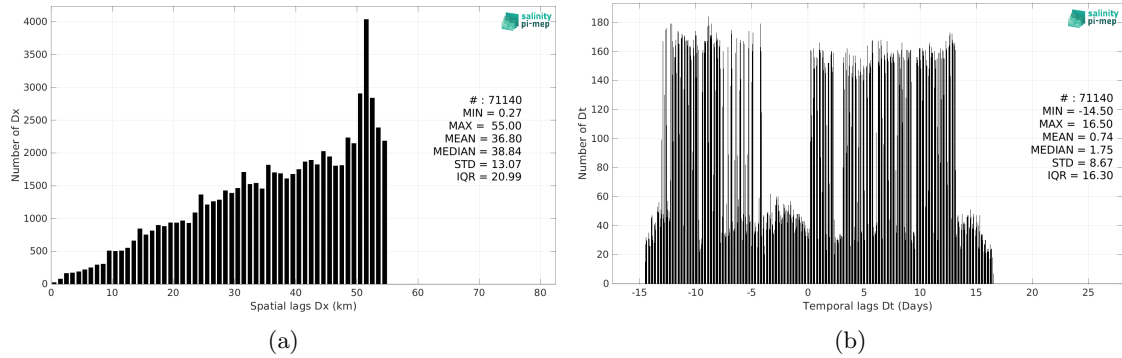 salinity
pi-mep
4000
3500
3000
2500
2000
1500
1000
500
0
Number of Dx
# : 71140
MIN = 0.27
MAX = 55.00
MEAN = 36.80
MEDIAN = 38.84
STD = 13.07
IQR = 20.99
0 10 20 30 40 50 60 70 80
Spatial lags Dx (km)
(a)
salinity
pi-mep
180
160
140
120
100
80
60
40
20
0
Number of Dt
# : 71140
MIN = -14.50
MAX = 16.50
MEAN = 0.74
MEDIAN = 1.75
STD = 8.67
IQR = 16.30
-15 -10 -5 0 5 10 15 20 25
Temporal lags Dt (Days)
(b)